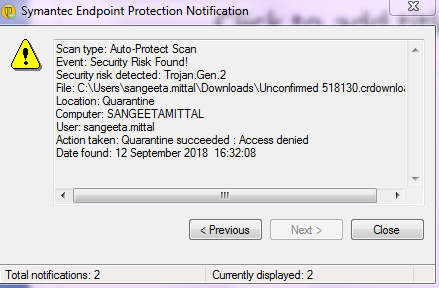 Symantec Endpoint Protection Notification
Scan type: Auto-Protect Scan
Event: Security Risk Found!
Security risk detected: Trojan.Gen.2
File: C:\Users\sangeeta.mittal\Downloads\Unconfirmed 518130.crdownloa
Location: Quarantine
Computer: SANGEETAMITTAL
User: sangeeta.mittal
Action taken: Quarantine succeeded : Access denied
Date found: 12 September 2018 16:32:08
< Previous Next > Close
Total notifications: 2 Currently displayed: 2